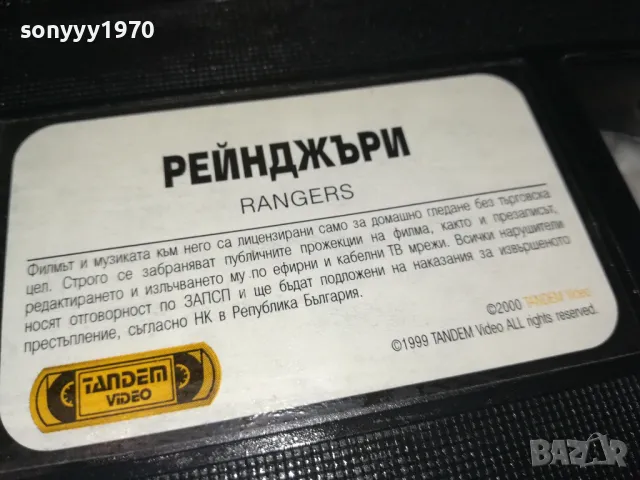 sonyyy1970
РЕЙНДЖЪРИ
RANGERS
Филмът и музиката към него са лицензирани само за домашно гледане без търговска
цел. Строго се забраняват публичните прожекции на филма, както и презаписът,
редактирането и излъчването му по ефирни и кабелни ТВ мрежи. Всички нарушители
носят отговорност по ЗАПСП и ще бъдат подложени на наказания за извършеното
престъпление, съгласно НК в Република България.
©2000 TANDEM Video
©1999 TANDEM Video ALL rights reserved.
TANDEM
VIDEO
BAZAR